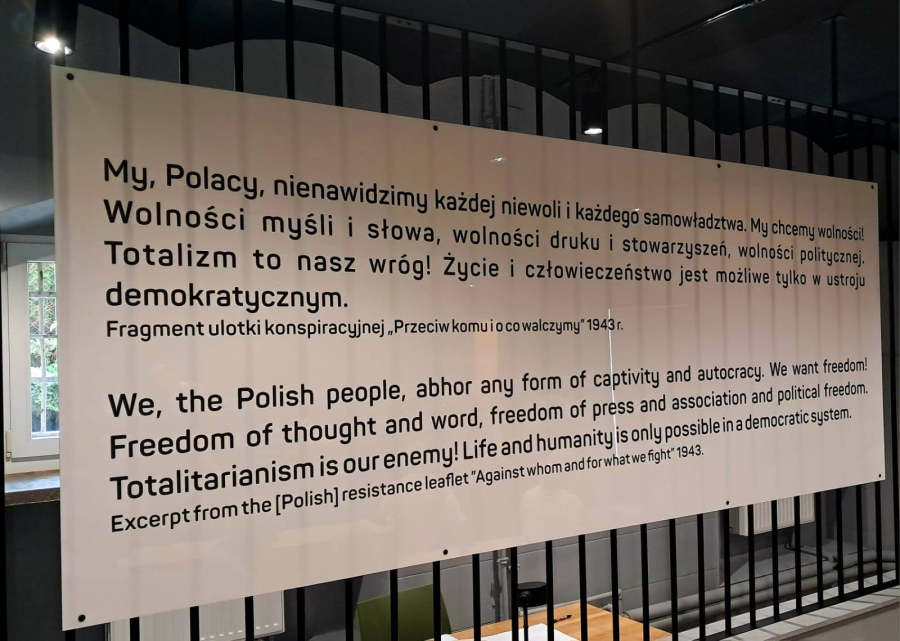 My, Polacy, nienawidzimy każdej niewoli i każdego samowładztwa. My chcemy wolności!
Wolności myśli i słowa, wolności druku i stowarzyszeń, wolności politycznej.
Totalizm to nasz wróg! Życie i człowieczeństwo jest możliwe tylko w ustroju
demokratycznym.
Fragment ulotki konspiracyjnej „Przeciw komu i o co walczymy” 1943 r.
We, the Polish people, abhor any form of captivity and autocracy. We want freedom!
Freedom of thought and word, freedom of press and association and political freedom.
Totalitarianism is our enemy! Life and humanity is only possible in a democratic system.
Excerpt from the [Polish] resistance leaflet "Against whom and for what we fight" 1943.